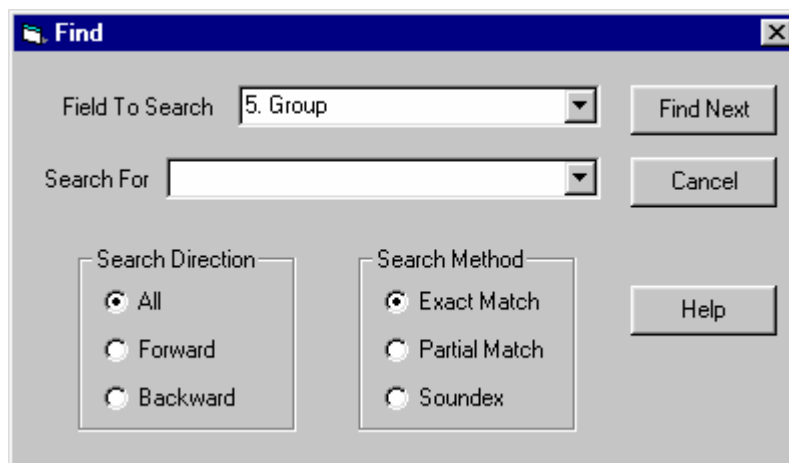 Find
Field To Search 5. Group Find Next
Search For Cancel
Search Direction Search Method
All Exact Match Help
Forward Partial Match
Backward Soundex